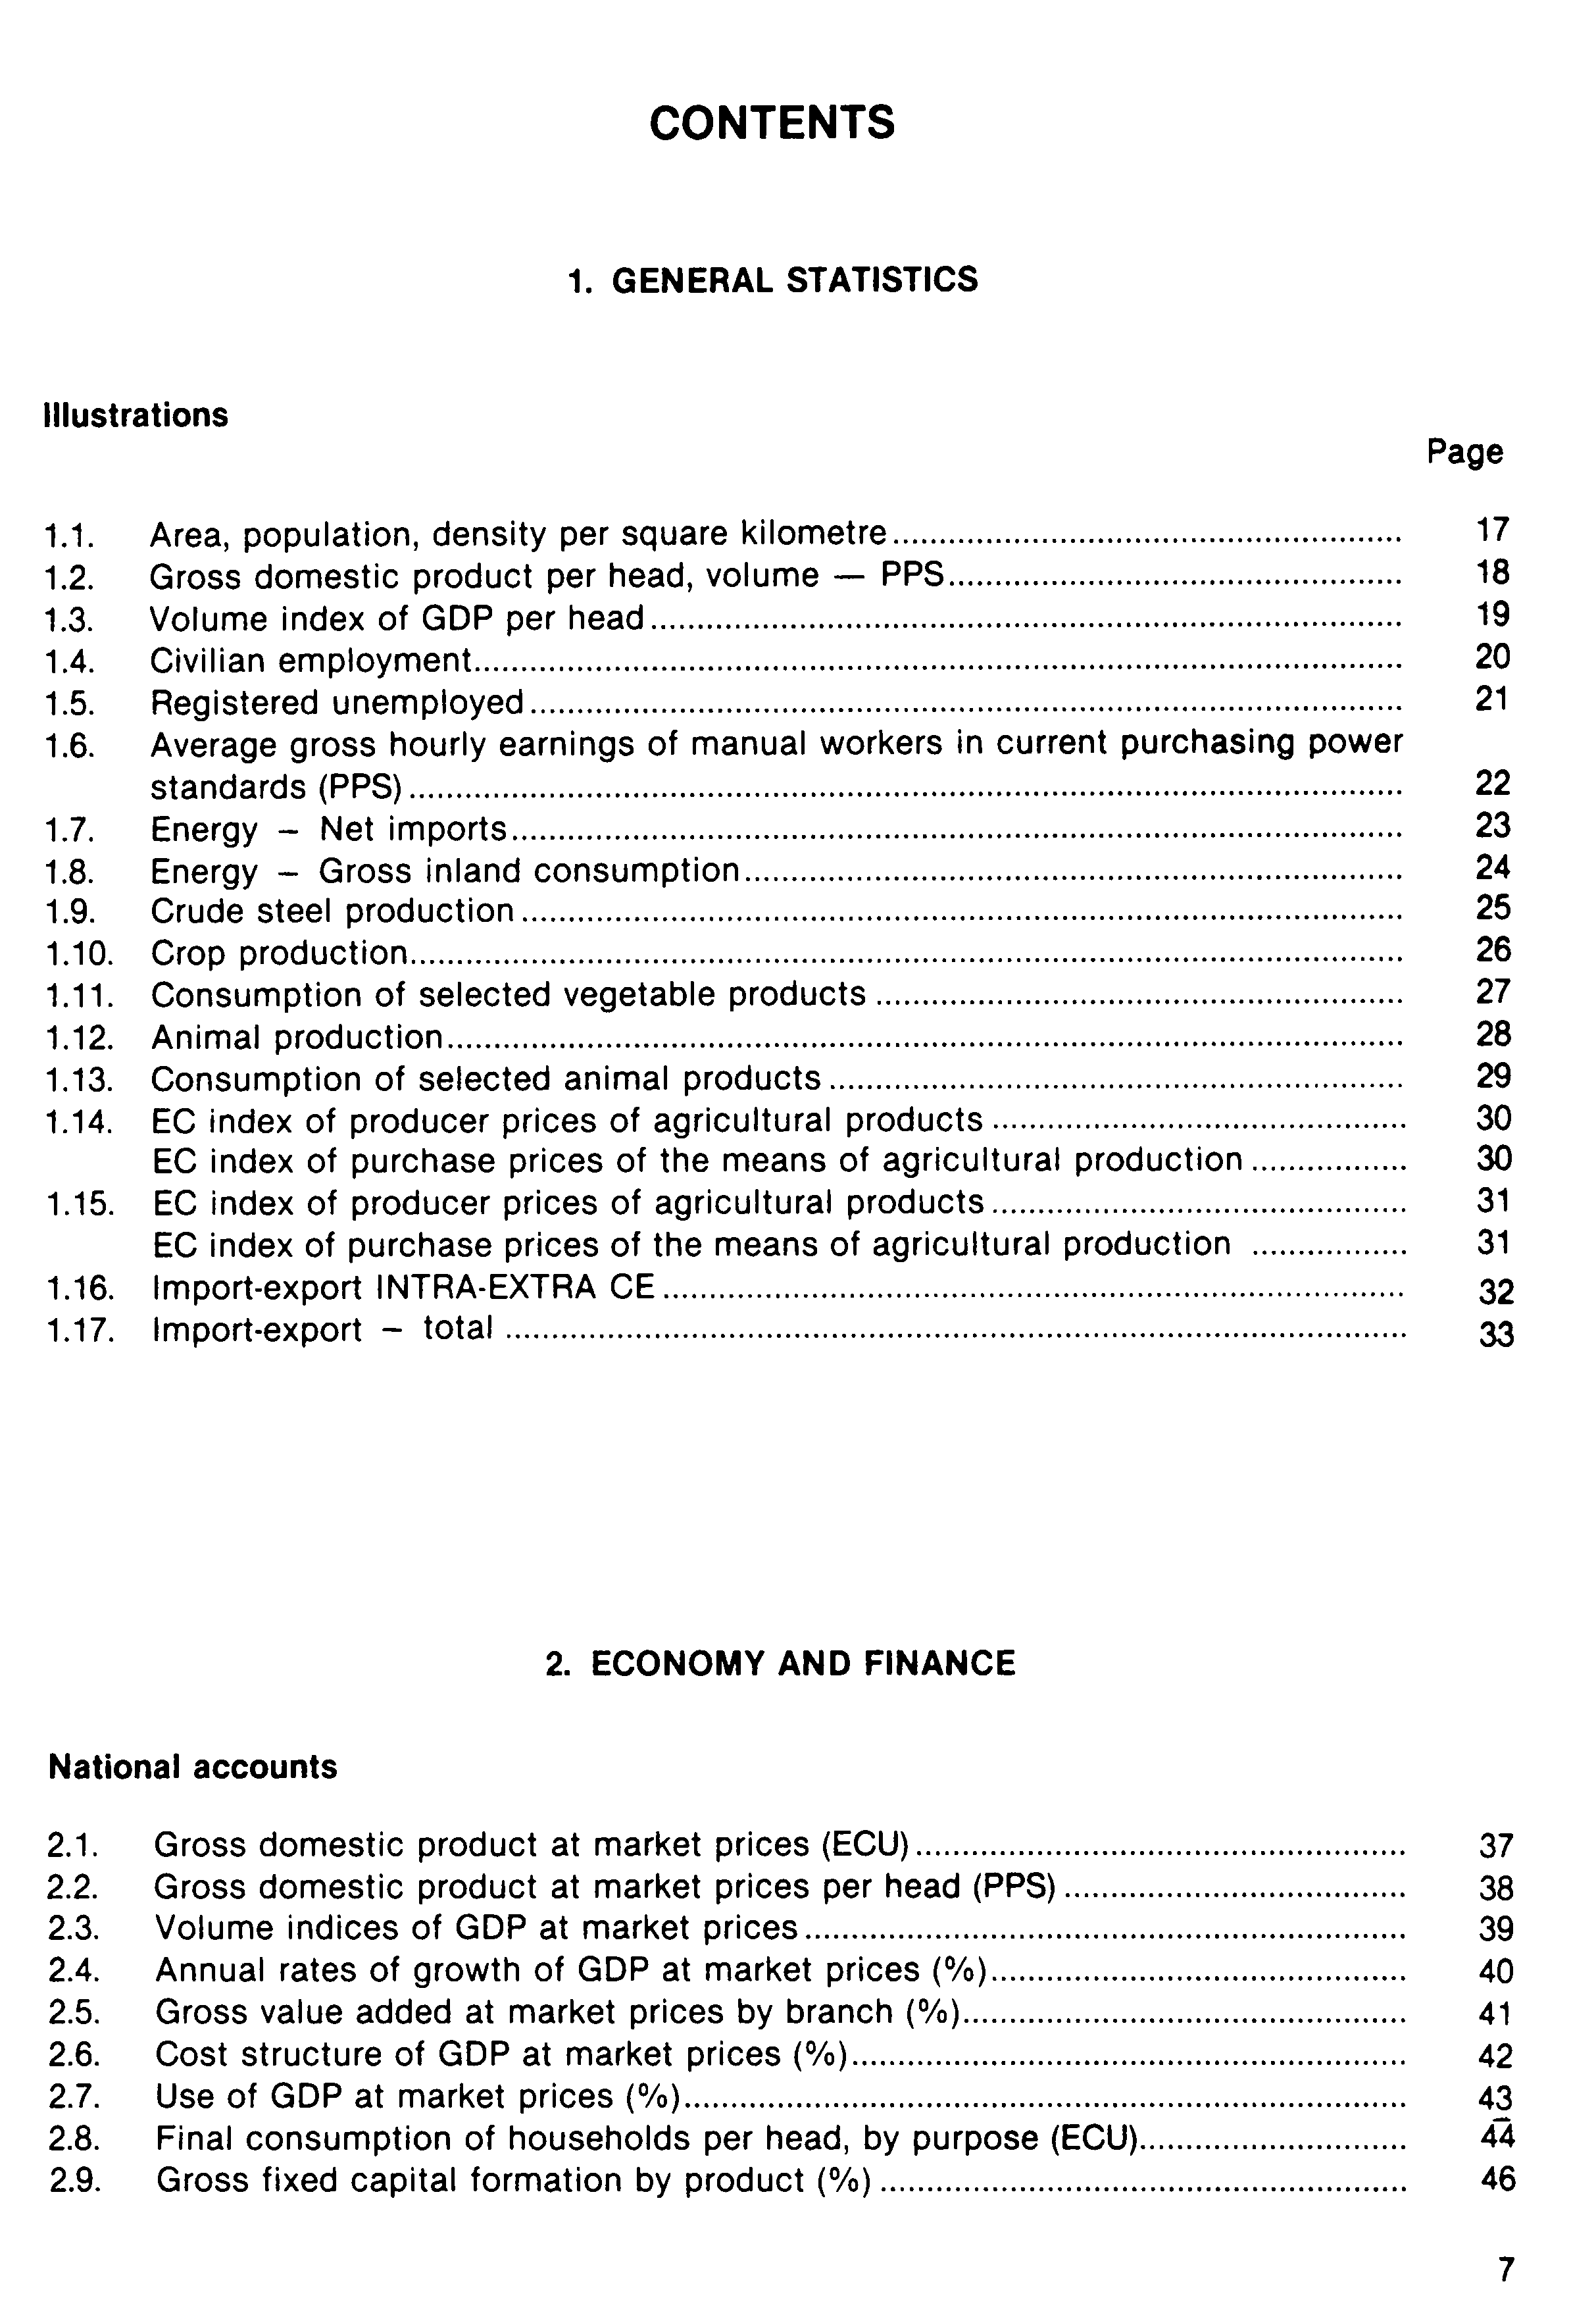 CONTENTS
1. GENERAL STATISTICS
Illustrations
Page
1.1. Area, population, density per square kilometre 17
1.2. Gross domestic product per head, volume — PPS 18
1.3. Volume index of GDP per head 19
1.4. Civilian employment 20
1.5. Registered unemployed 21
1.6. Average gross hourly earnings of manual workers in current purchasing power
standards (PPS) 22
1.7. Energy – Net imports 23
1.8. Energy – Gross inland consumption 24
1.9. Crude steel production 25
1.10. Crop production 26
1.11. Consumption of selected vegetable products 27
1.12. Animal production 28
1.13. Consumption of selected animal products 29
1.14. EC index of producer prices of agricultural products 30
EC index of purchase prices of the means of agricultural production 30
1.15. EC index of producer prices of agricultural products 31
EC index of purchase prices of the means of agricultural production 31
1.16. Import-export INTRA-EXTRA CE 32
1.17. Import-export – total 33
2. ECONOMY AND FINANCE
National accounts
2.1. Gross domestic product at market prices (ECU) 37
2.2. Gross domestic product at market prices per head (PPS) 38
2.3. Volume indices of GDP at market prices 39
2.4. Annual rates of growth of GDP at market prices (%) 40
2.5. Gross value added at market prices by branch (%) 41
2.6. Cost structure of GDP at market prices (%) 42
2.7. Use of GDP at market prices (%) 43
2.8. Final consumption of households per head, by purpose (ECU) 44
2.9. Gross fixed capital formation by product (%) 46
7